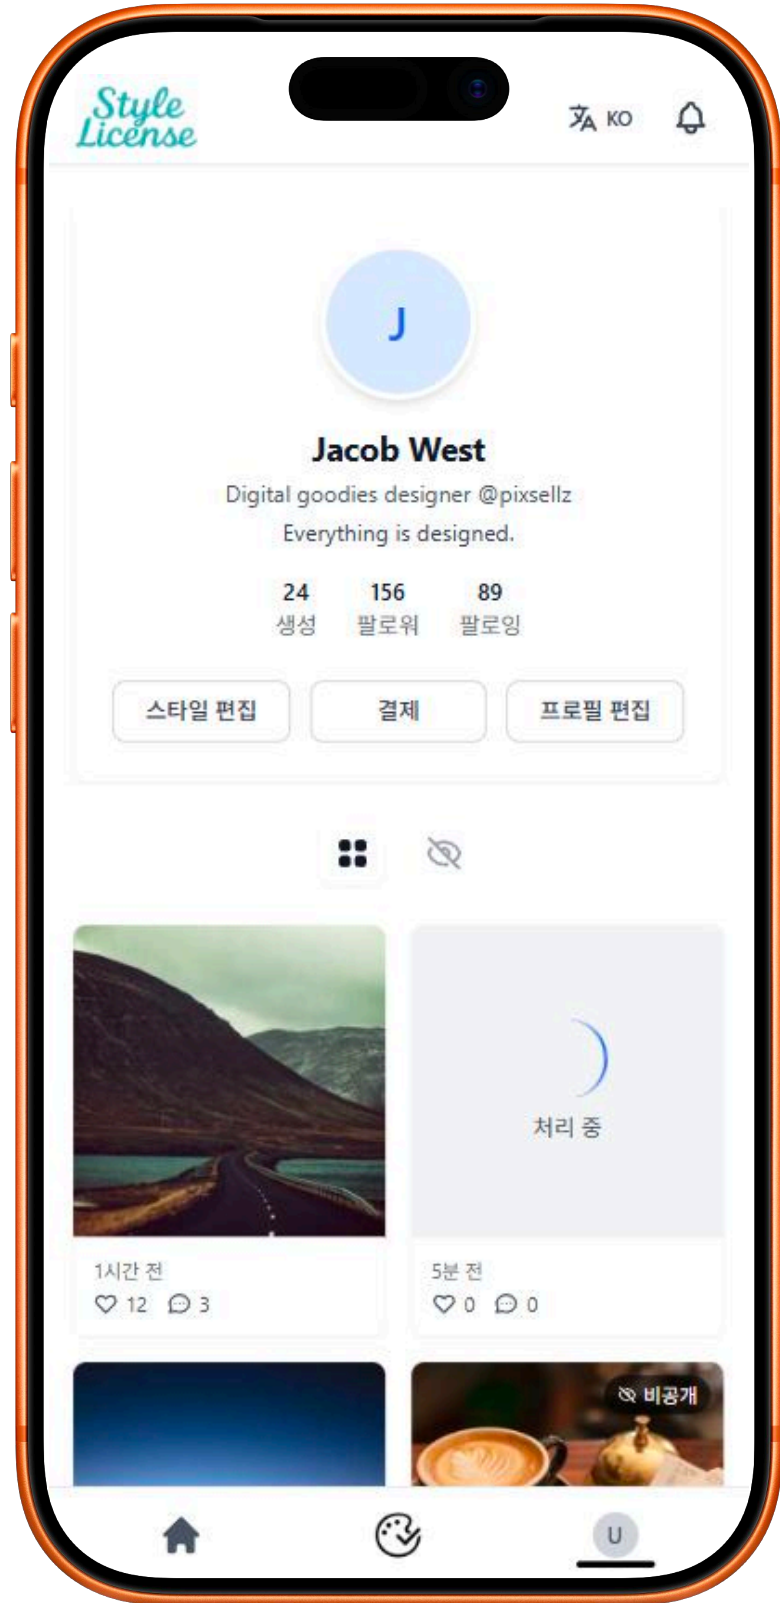 Style
License
KO
J
Jacob West
Digital goodies designer @pixsellz
Everything is designed.
24 156 89
생성 팔로워 팔로잉
스타일 편집 결제 프로필 편집
처리 중
1시간 전 5분 전
12 3 0 0
비공개
U